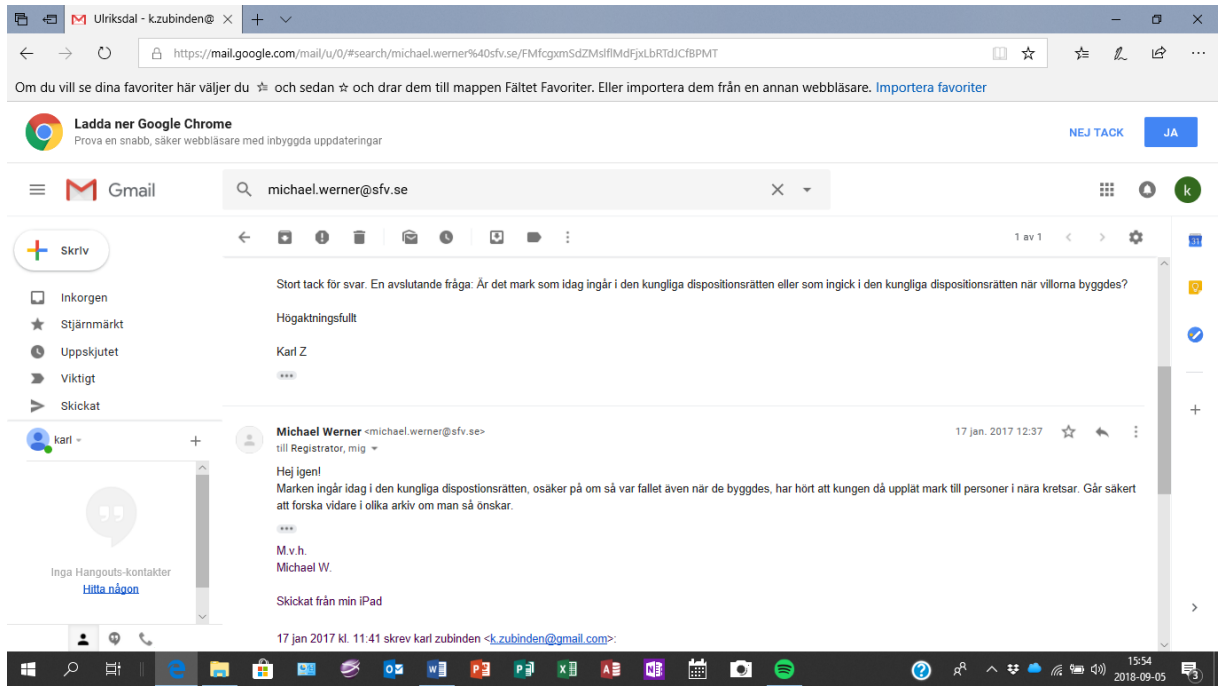 Ulriksdal - k.zubinden@
https://mail.google.com/mail/u/0/#search/michael.werner%40sfv.se/FMfcgxmSdZMslflMdFjxLbRTdJCfBPMT
Om du vill se dina favoriter här väljer du och sedan och drar dem till mappen Fältet Favoriter. Eller importera dem från en annan webbläsare. Importera favoriter
Ladda ner Google Chrome
Prova en snabb, säker webbläsare med inbyggda uppdateringar
NEJ TACK
JA
Gmail
michael.werner@sfv.se
k
Skriv
1 av 1
31
Inkorgen
Stjärnmärkt
Uppskjutet
Viktigt
Skickat
karl
Inga Hangouts-kontakter
Hitta någon
Stort tack för svar. En avslutande fråga: Är det mark som idag ingår i den kungliga dispositionsrätten eller som ingick i den kungliga dispositionsrätten när villorna byggdes?
Högaktningsfullt
Karl Z
Michael Werner <michael.werner@sfv.se>
17 jan. 2017 12:37
till Registrator, mig
Hej igen!
Marken ingår idag i den kungliga dispostionsrätten, osäker på om så var fallet även när de byggdes, har hört att kungen då upplät mark till personer i nära kretsar. Går säkert
att forska vidare i olika arkiv om man så önskar.
M.v.h.
Michael W.
Skickat från min iPad
17 jan 2017 kl. 11:41 skrev karl zubinden <k.zubinden@gmail.com>:
15:54
2018-09-05
3